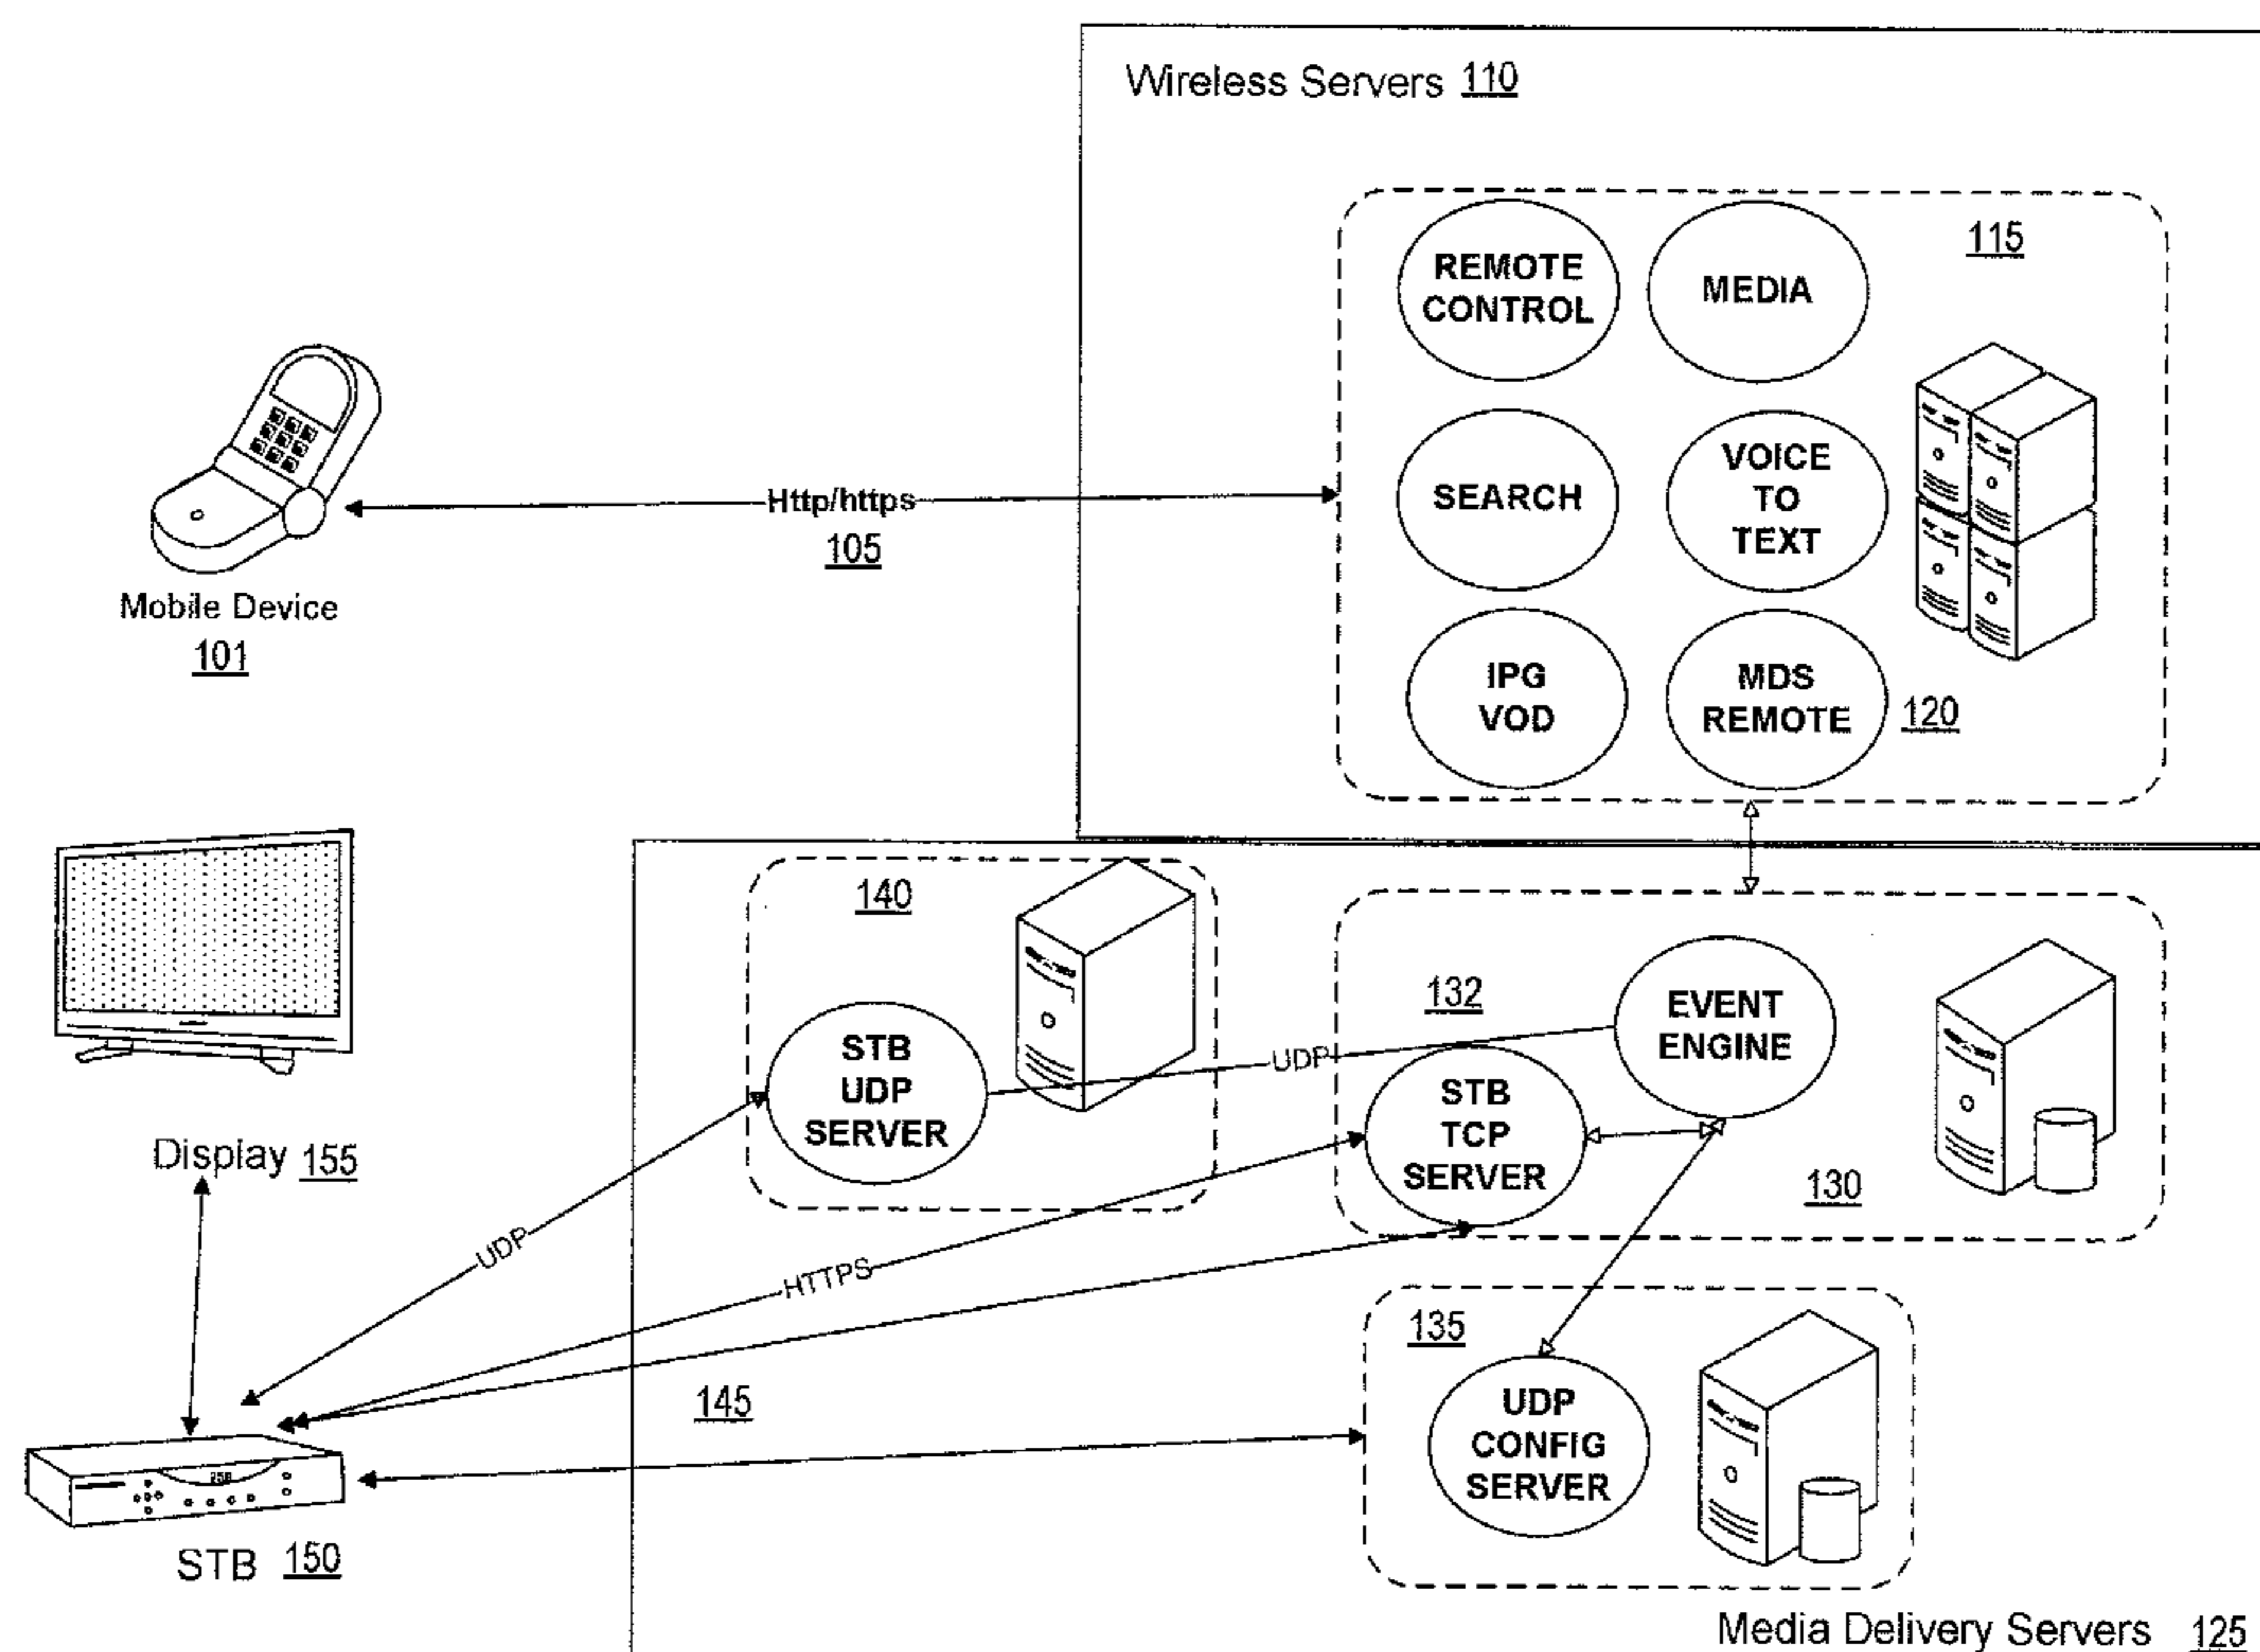 Wireless Servers 110
115
REMOTE
CONTROL
MEDIA
SEARCH
VOICE
TO
TEXT
IPG
VOD
MDS
REMOTE
120
Http/https
105
Mobile Device
101
140
STB
UDP
SERVER
132
EVENT
ENGINE
UDP
STB
TCP
SERVER
130
Display 155
UDP
HTTPS
145
135
UDP
CONFIG
SERVER
STB 150
Media Delivery Servers 125